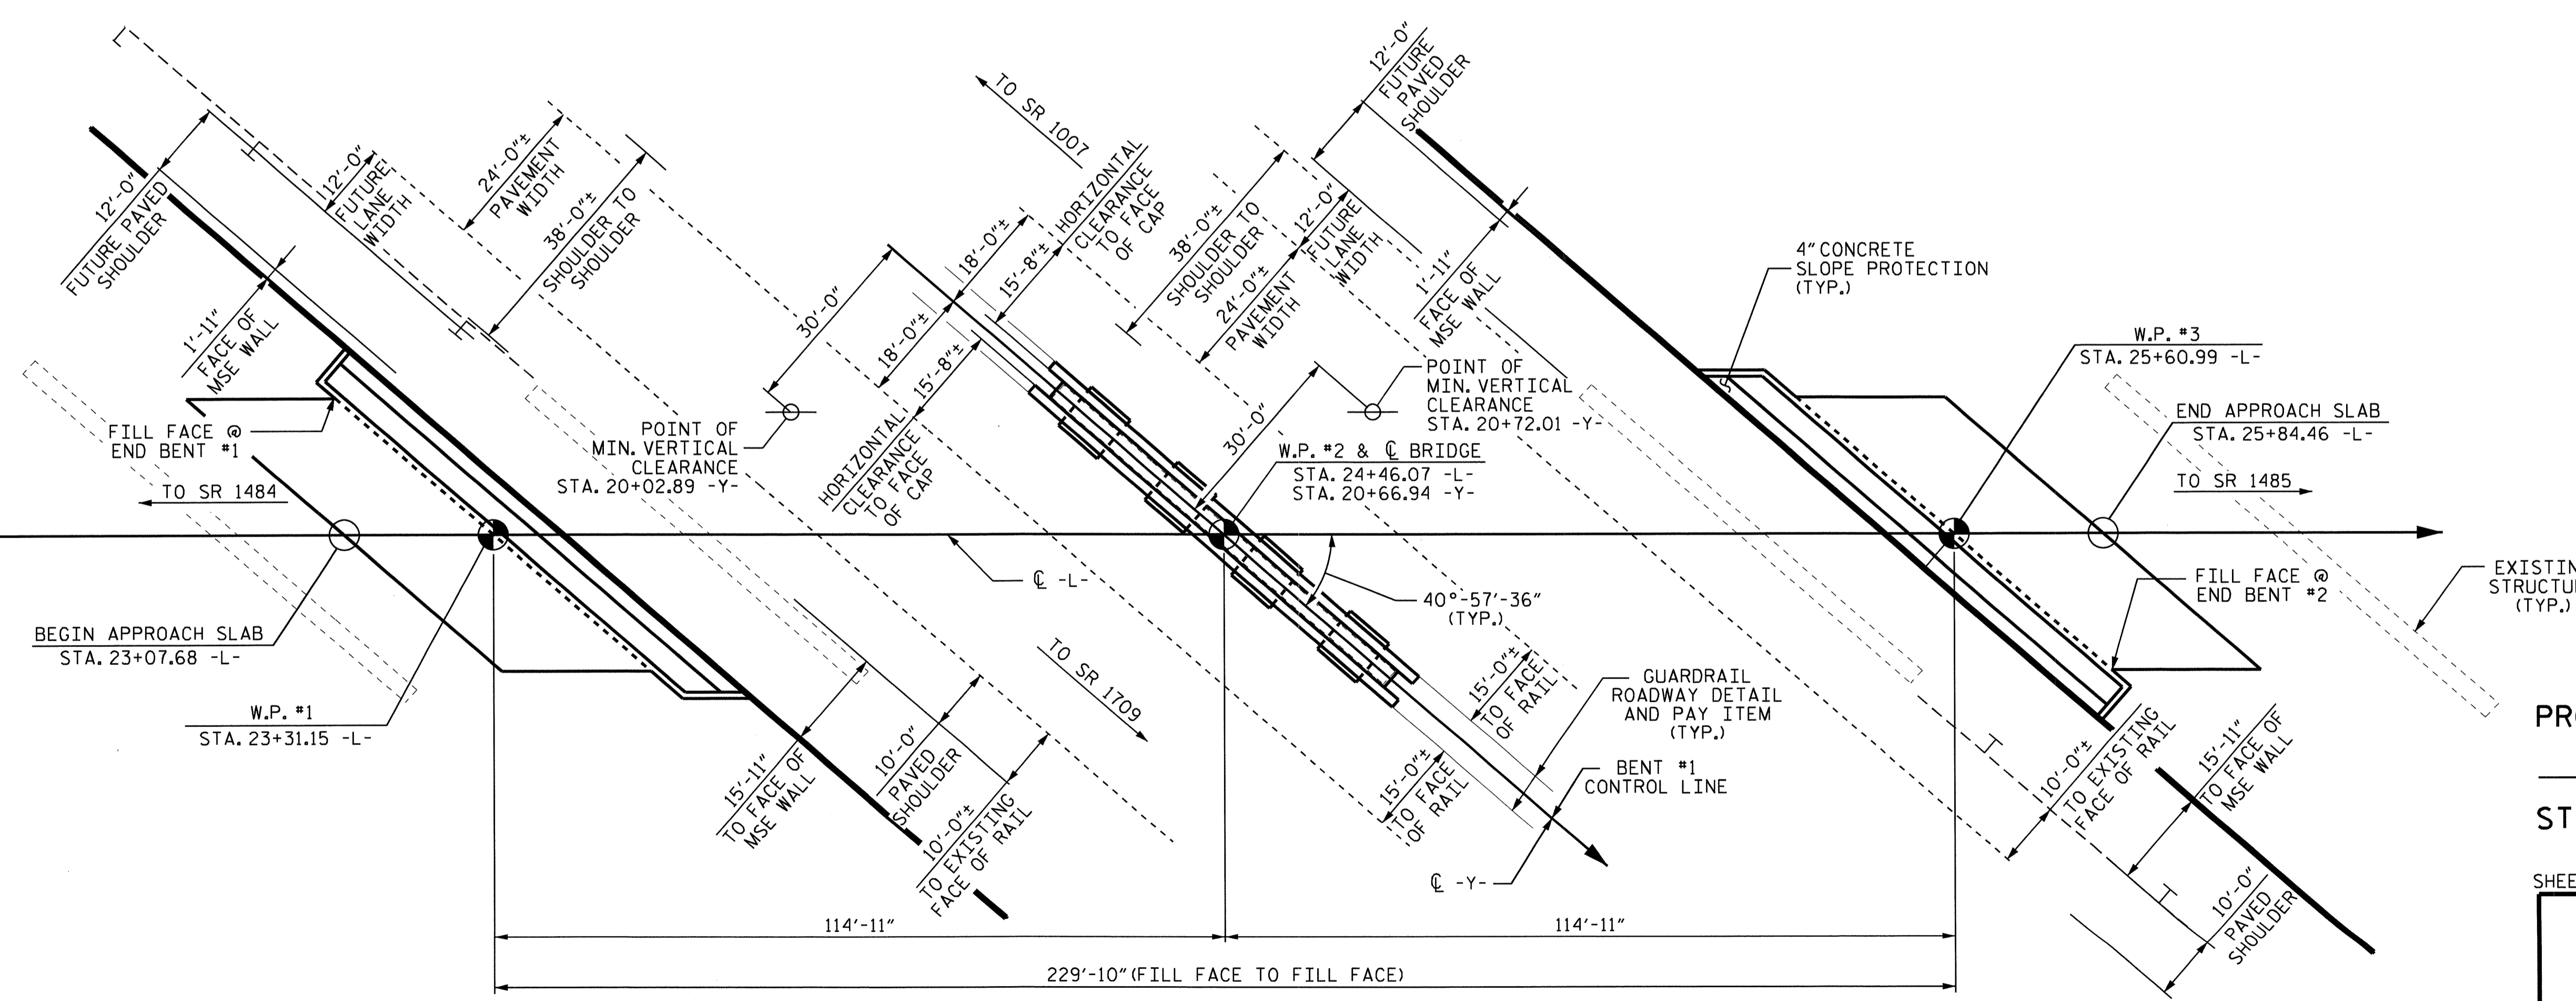 12'-0"
FUTURE PAVED
SHOULDER
1'-11"
FACE OF
MSE WALL
12'-0"
FUTURE
LANE
WIDTH
24'-0"±
PAVEMENT
WIDTH
38'-0"±
SHOULDER TO
SHOULDER
30'-0"
18'-0"±
18'-0"±
15'-8"± HORIZONTAL
CLEARANCE
TO FACE
OF CAP
15'-8"±
HORIZONTAL
CLEARANCE
TO FACE
OF
CAP
TO SR 1007
38'-0"±
SHOULDER TO
SHOULDER
24'-0"±
PAVEMENT
WIDTH
12'-0"
FUTURE
LANE
WIDTH
12'-0"
FUTURE
PAVED
SHOULDER
1'-11"
FACE OF
MSE WALL
4" CONCRETE
SLOPE PROTECTION
(TYP.)
W.P. #3
STA. 25+60.99 -L-
END APPROACH SLAB
STA. 25+84.46 -L-
TO SR 1485
FILL FACE @
END BENT #1
TO SR 1484
POINT OF
MIN. VERTICAL
CLEARANCE
STA. 20+02.89 -Y-
POINT OF
MIN. VERTICAL
CLEARANCE
STA. 20+72.01 -Y-
30'-0"
W.P. #2 & ℄ BRIDGE
STA. 24+46.07 -L-
STA. 20+66.94 -Y-
℄ -L-
40°-57'-36"
(TYP.)
FILL FACE @
END BENT #2
EXISTIN
STRUCTU
(TYP.)
BEGIN APPROACH SLAB
STA. 23+07.68 -L-
W.P. #1
STA. 23+31.15 -L-
TO SR 1709
15'-11"
TO FACE OF
MSE WALL
10'-0"
PAVED
SHOULDER
10'-0"±
TO EXISTING
FACE OF RAIL
15'-0"±
TO FACE
OF RAIL
15'-0"±
TO FACE
OF RAIL
GUARDRAIL
ROADWAY DETAIL
AND PAY ITEM
(TYP.)
BENT #1
CONTROL LINE
℄ -Y-
10'-0"±
TO EXISTING
FACE OF RAIL
15'-11"
TO FACE OF
MSE WALL
10'-0"
PAVED
SHOULDER
114'-11"
114'-11"
229'-10" (FILL FACE TO FILL FACE)
PR
ST
SHEE